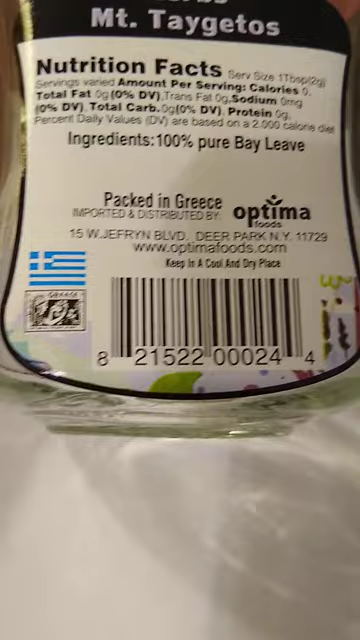 Mt. Taygetos
Nutrition Facts Serv Size 1Tbsp(2g)
Servings varied Amount Per Serving: Calories 0,
Total Fat 0g (0% DV), Trans Fat 0g, Sodium 0mg
(0% DV), Total Carb. 0g (0% DV), Protein 0g,
Percent Daily Values (DV) are based on a 2.000 calorie diet
Ingredients:100% pure Bay Leave
Packed in Greece
IMPORTED & DISTRIBUTED BY:
optima
foods
15 W.JEFRYN BLVD. DEER PARK N.Y. 11729
www.optimafoods.com
Keep In A Cool And Dry Place
8 21522 00024 4